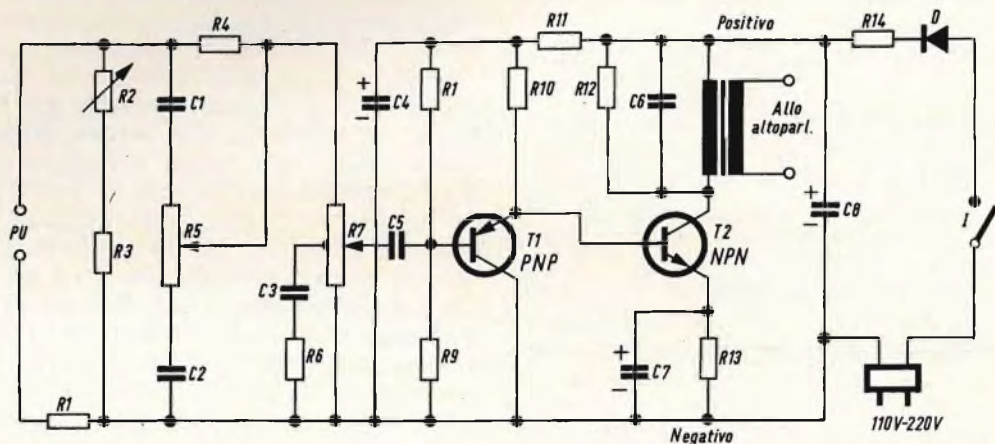 R4
R11
Positivo
R14
D
R2
C1
C4
R1
R10
R12
C6
Allo
altoparl.
+
-
PU
R3
R5
R7
C5
T1
PNP
T2
NPN
+
-
C8
I
C3
R6
R9
+
-
C7
R13
C2
R1
Negativo
110V-220V